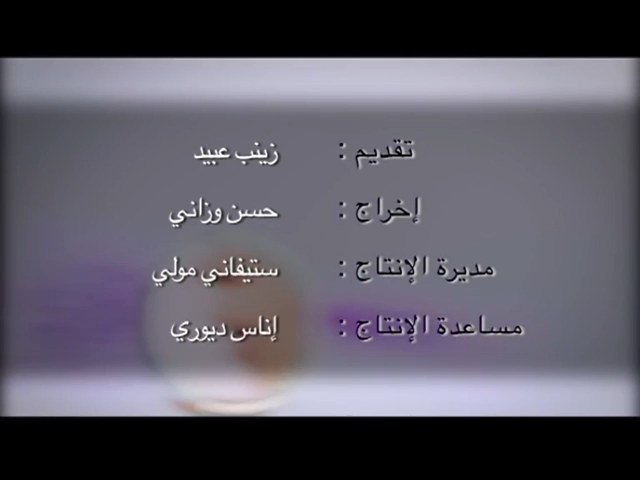 تقديم : زينب عبيد
إخراج : حسن وزاني
مديرة الإنتاج : ستيفاني مولي
مساعدة الإنتاج : إناس ديوري